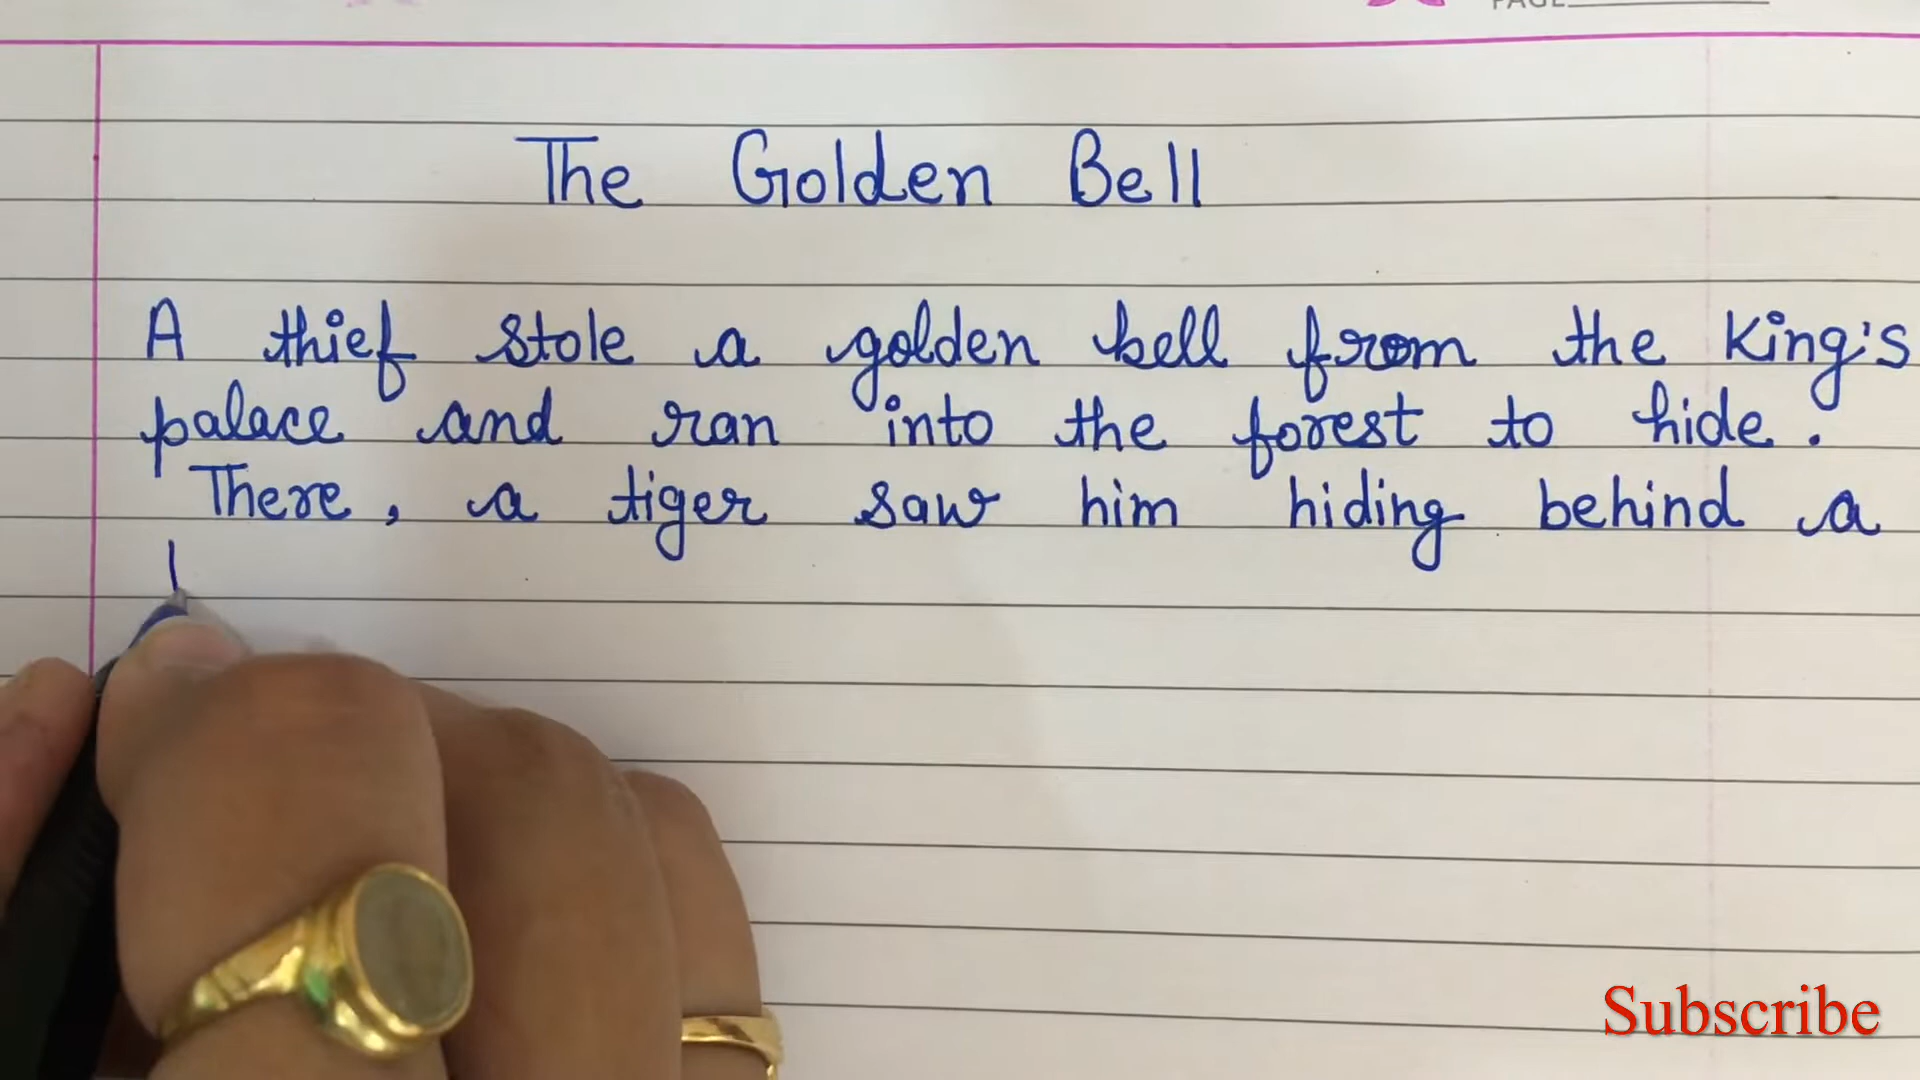 PAGE
The Golden Bell
A thief stole a golden bell from the King's
palace and ran into the forest to hide.
There, a tiger saw him hiding behind a
Subscribe